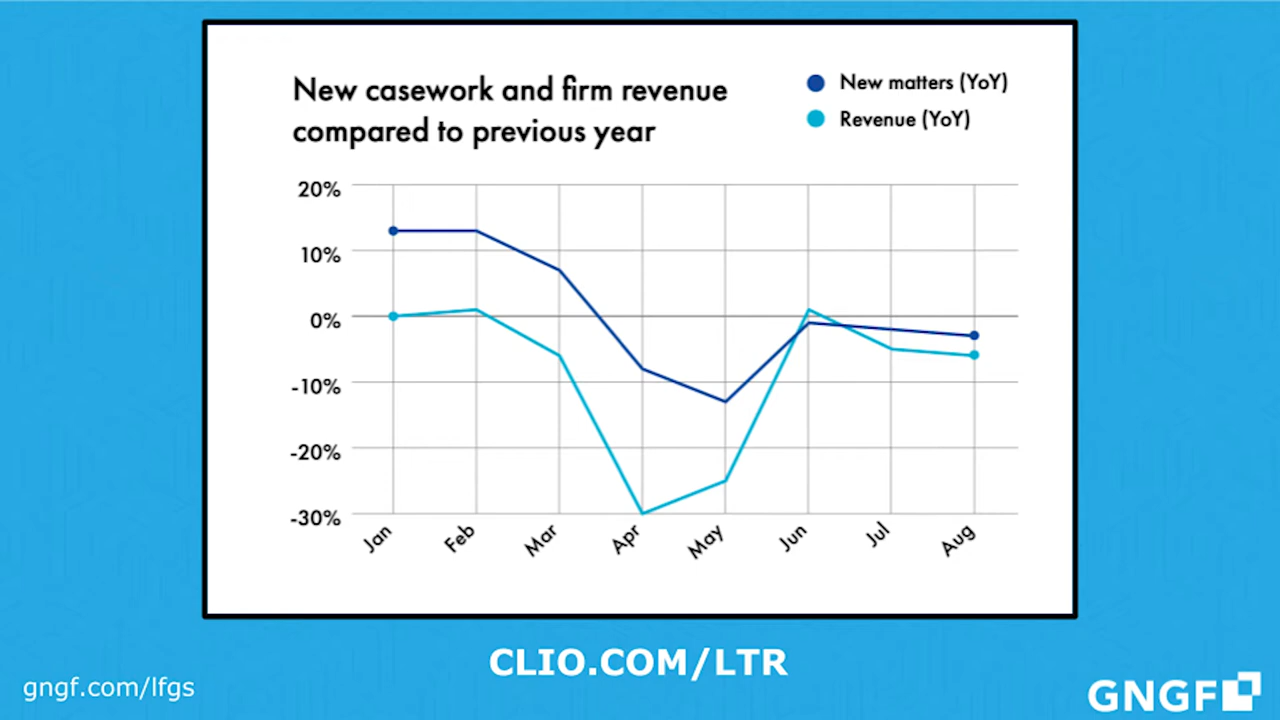 New casework and firm revenue
compared to previous year
New matters (YoY)
Revenue (YoY)
20%
10%
0%
-10%
-20%
-30%
Jan
Feb
Mar
Apr
May
Jun
Jul
Aug
CLIO.COM/LTR
gngf.com/lfgs
GNGF